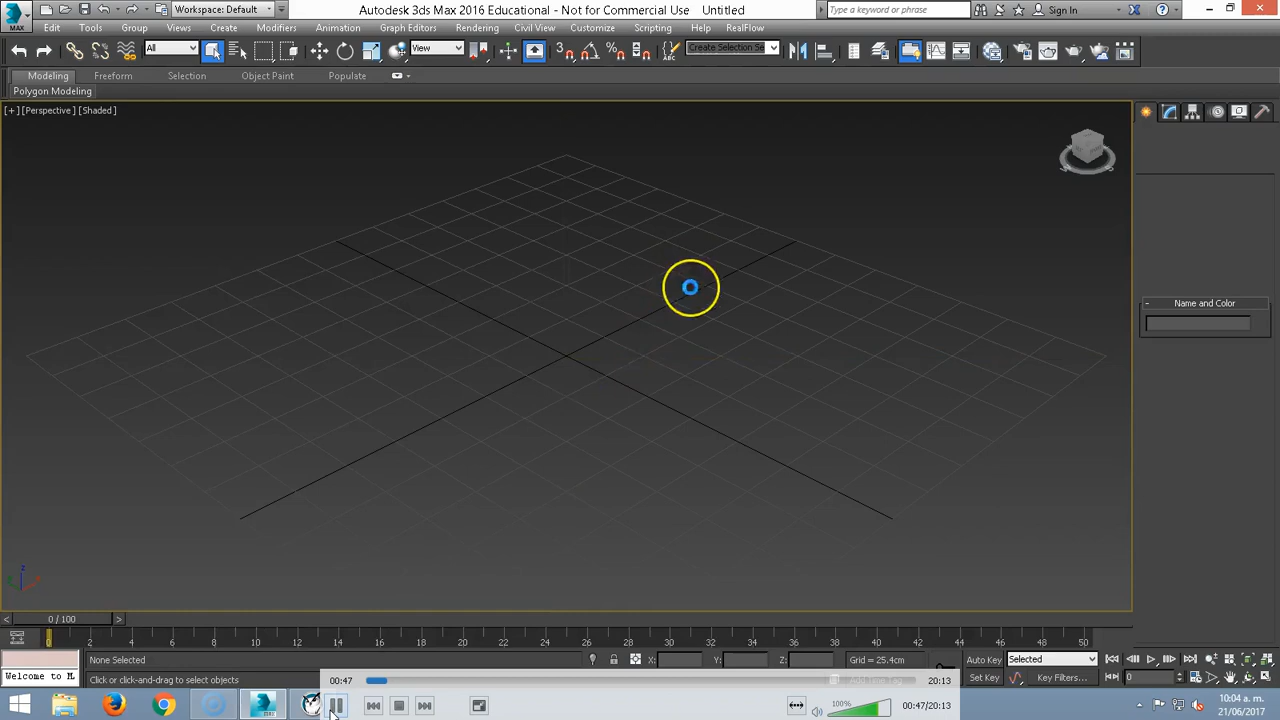 Workspace: Default
Autodesk 3ds Max 2016 Educational - Not for Commercial Use Untitled
Type a keyword or phrase
Sign In
MAX
Edit Tools Group Views Create Modifiers Animation Graph Editors Rendering Civil View Customize Scripting Help RealFlow
All
View
Create Selection Se
Modeling Freeform Selection Object Paint Populate
Polygon Modeling
[+] [Perspective] [Shaded]
Name and Color
z
0 / 100
0 2 4 6 8 10 12 14 16 18 20 22 24 26 28 30 32 34 36 38 40 42 44 46 48 50
None Selected
X: Y: Z: Grid = 25.4cm
Auto Key Selected
Welcome to M
Click or click-and-drag to select objects
Add Time Tag
Set Key Key Filters... 0
00:47 20:13
100% 00:47/20:13
10:04 a.m.
21/06/2017